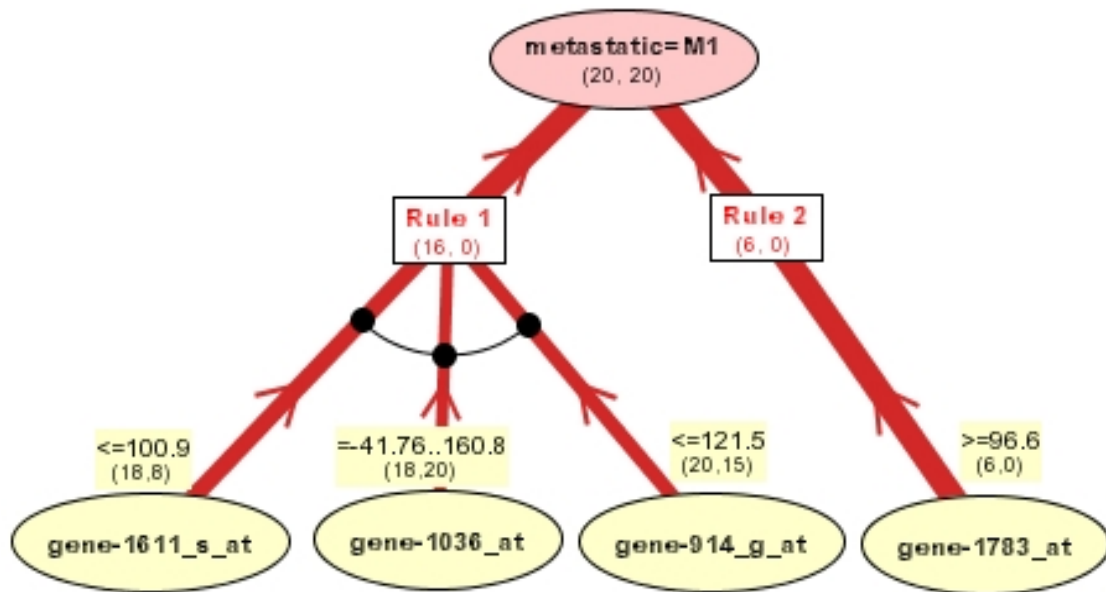 metastatic=M1
(20, 20)
Rule 1
(16, 0)
Rule 2
(6, 0)
<=100.9
(18,8)
=-41.76..160.8
(18,20)
<=121.5
(20,15)
>=96.6
(6,0)
gene-1611_s_at
gene-1036_at
gene-914_g_at
gene-1783_at